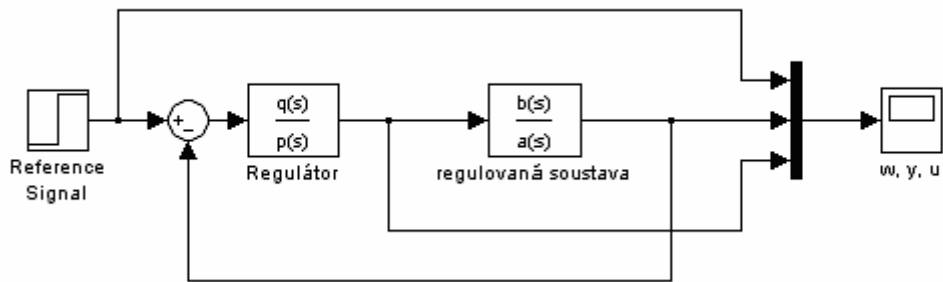 Reference
Signal
+
−
q(s)
p(s)
Regulátor
b(s)
a(s)
regulovaná soustava
w, y, u